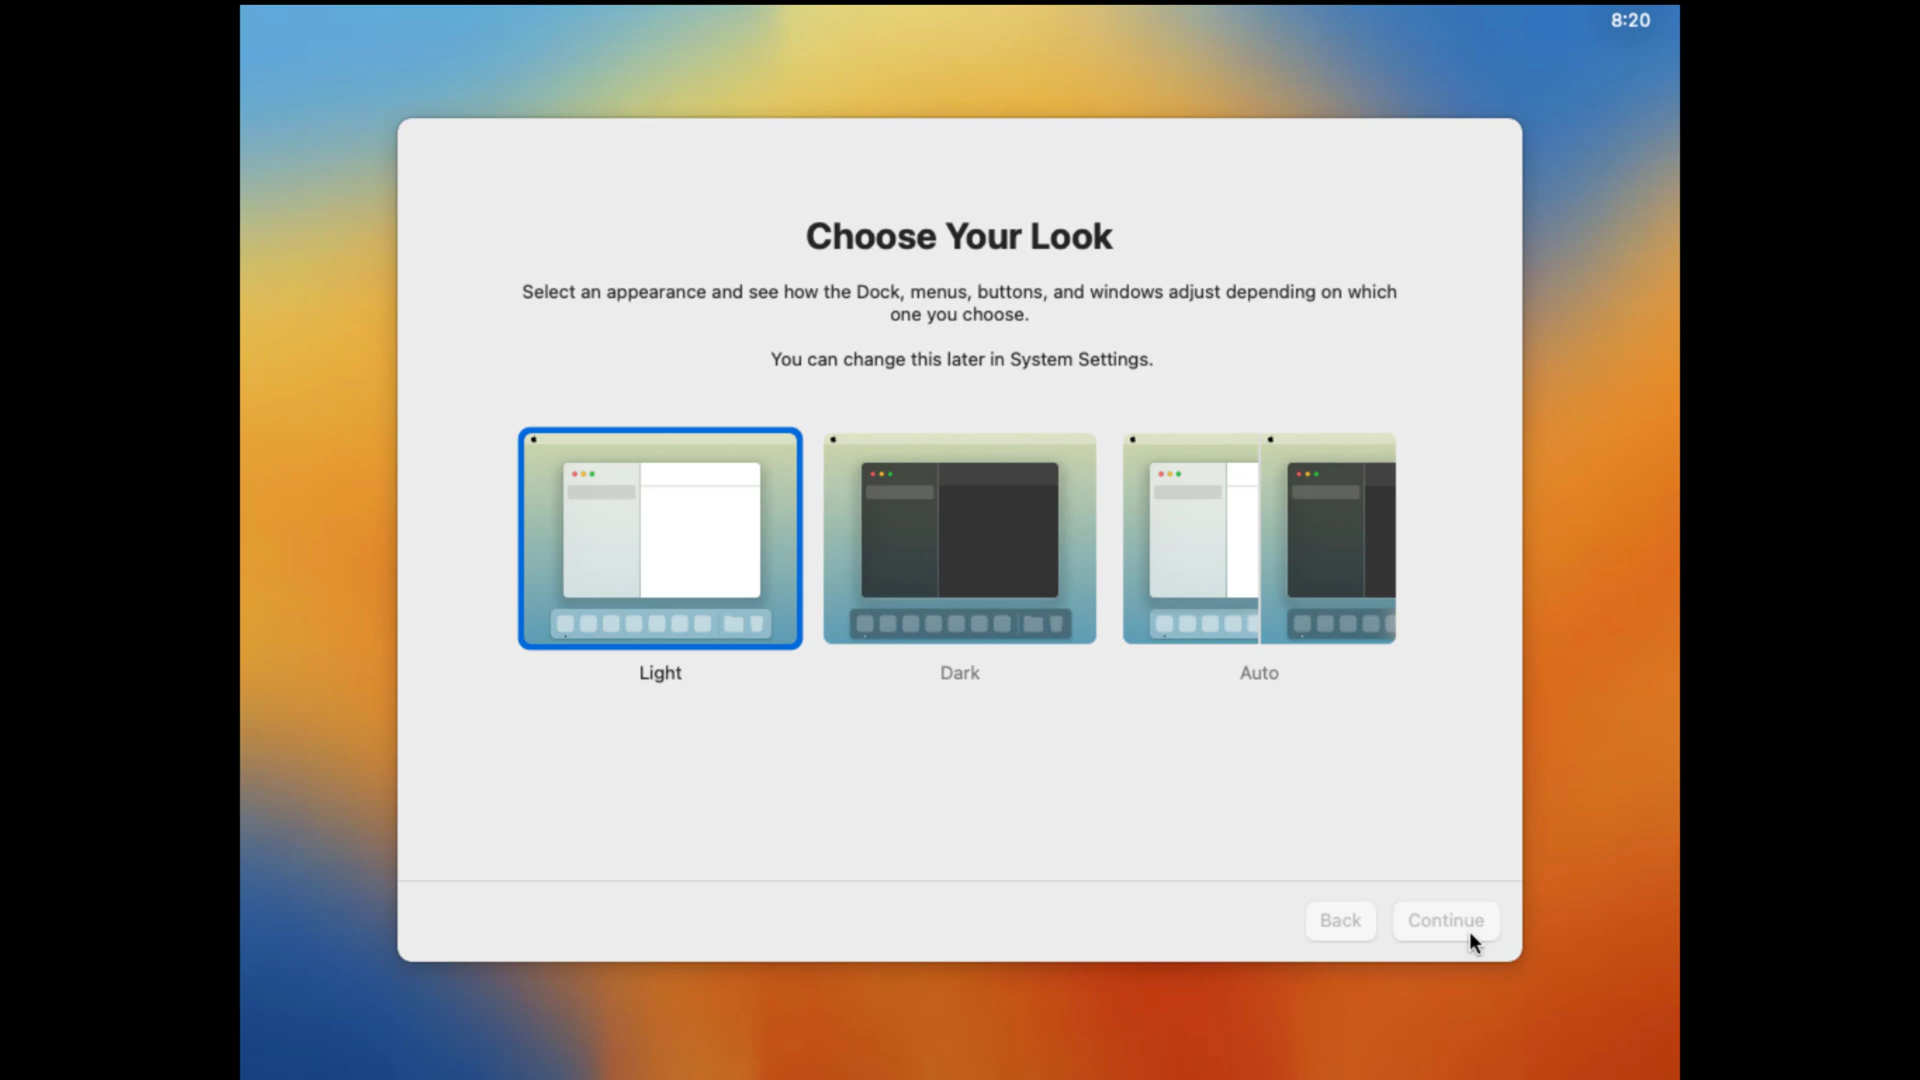 8:20
Choose Your Look
Select an appearance and see how the Dock, menus, buttons, and windows adjust depending on which
one you choose.
You can change this later in System Settings.
Light
Dark
Auto
Back
Continue